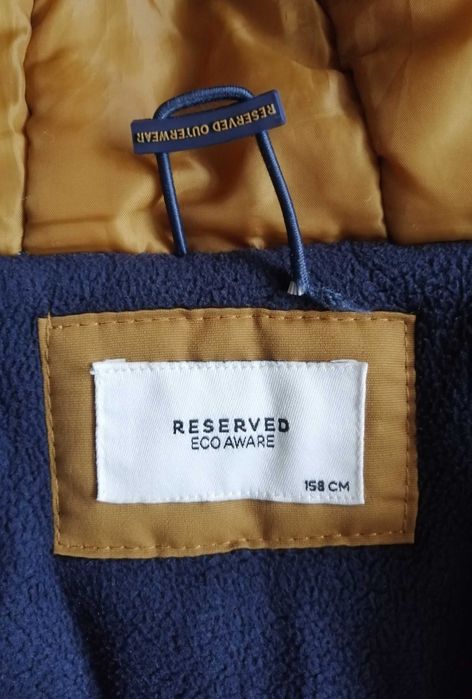 RESERVED OUTERWEAR
RESERVED
ECO AWARE
158 CM